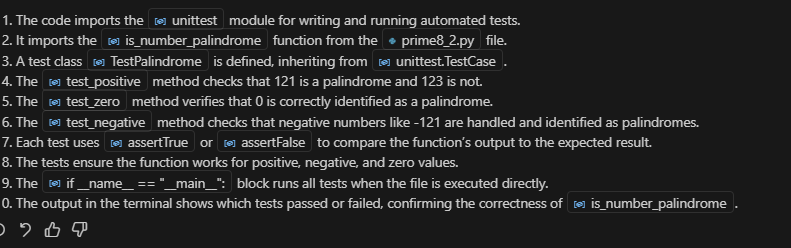 1. The code imports the unittest module for writing and running automated tests.
2. It imports the is_number_palindrome function from the prime8_2.py file.
3. A test class TestPalindrome is defined, inheriting from unittest.TestCase .
4. The test_positive method checks that 121 is a palindrome and 123 is not.
5. The test_zero method verifies that 0 is correctly identified as a palindrome.
6. The test_negative method checks that negative numbers like -121 are handled and identified as palindromes.
7. Each test uses assertTrue or assertFalse to compare the function's output to the expected result.
8. The tests ensure the function works for positive, negative, and zero values.
9. The if __name__ == "__main__": block runs all tests when the file is executed directly.
0. The output in the terminal shows which tests passed or failed, confirming the correctness of is_number_palindrome .